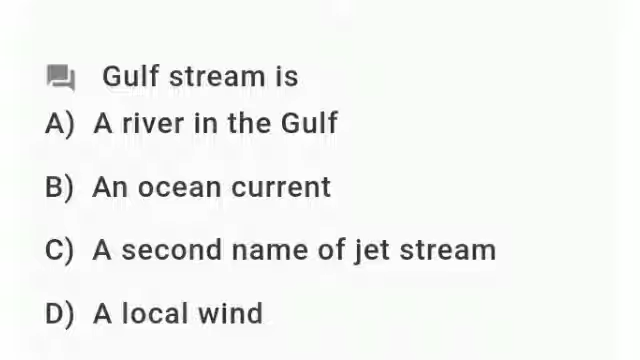 Gulf stream is
A) A river in the Gulf
B) An ocean current
C) A second name of jet stream
D) A local wind